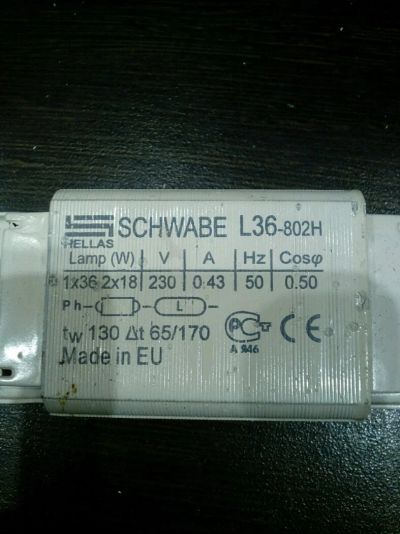 SCHWABE L36-802H
HELLAS
Lamp (W) V A Hz Cosφ
1x36 2x18 230 0.43 50 0.50
Ph L
tw 130 Δt 65/170
Made in EU
PCT CE